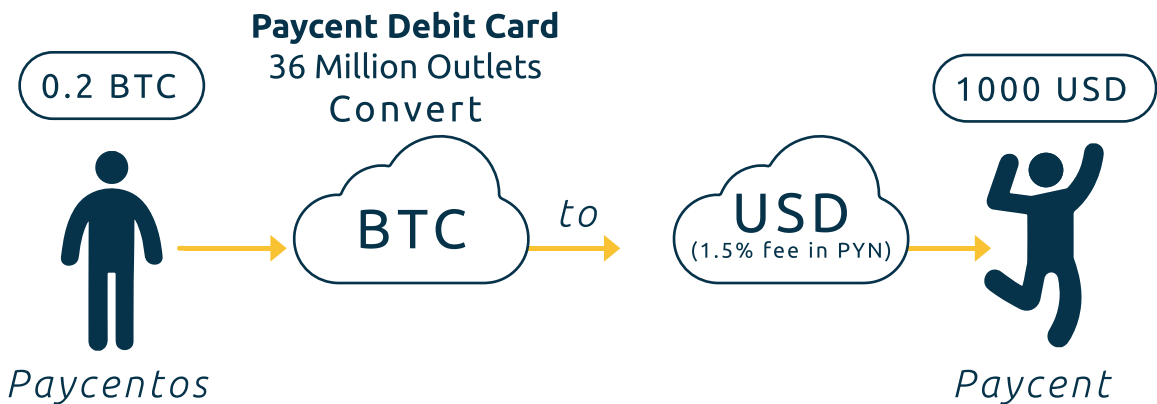 Paycent Debit Card
36 Million Outlets
Convert
0.2 BTC
1000 USD
BTC
to
USD
(1.5% fee in PYN)
Paycentos
Paycent